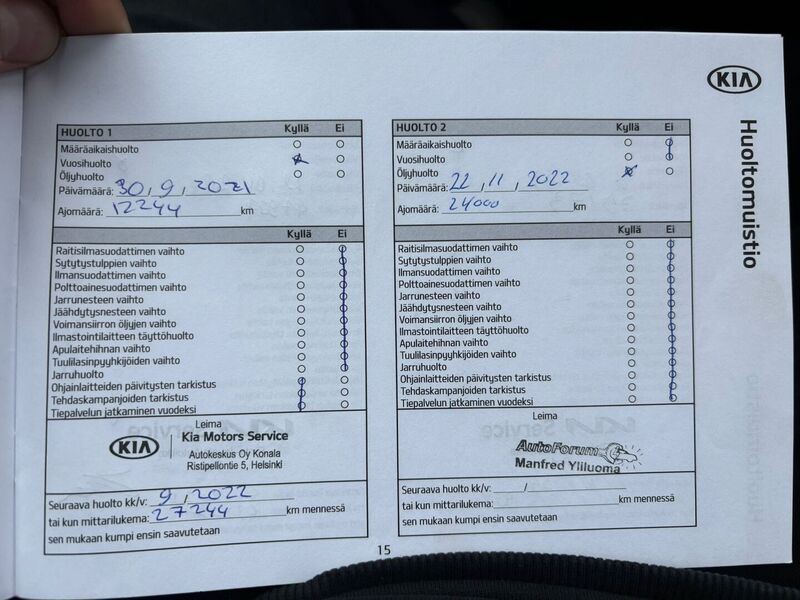 KIA
Huoltomuistio
HUOLTO 1 Kyllä Ei
Määräaikaishuolto
Vuosihuolto
Öljyhuolto
Päivämäärä: 30, 9, 2021
Ajomäärä: 12244 km
Kyllä Ei
Raitisilmasuodattimen vaihto
Sytytystulppien vaihto
Ilmansuodattimen vaihto
Polttoainesuodattimen vaihto
Jarrunesteen vaihto
Jäähdytysnesteen vaihto
Voimansiirron öljyjen vaihto
Ilmastointilaitteen täyttöhuolto
Apulaitehihnan vaihto
Tuulilasinpyyhkijöiden vaihto
Jarruhuolto
Ohjainlaitteiden päivitysten tarkistus
Tehdaskampanjoiden tarkistus
Tiepalvelun jatkaminen vuodeksi
Leima
KIA Kia Motors Service
Autokeskus Oy Konala
Ristipellontie 5, Helsinki
Seuraava huolto kk/v: 9, 2022
tai kun mittarilukema: 27244 km mennessä
sen mukaan kumpi ensin saavutetaan
HUOLTO 2 Kyllä Ei
Määräaikaishuolto
Vuosihuolto
Öljyhuolto
Päivämäärä: 22, 11, 2022
Ajomäärä: 24000 km
Kyllä Ei
Raitisilmasuodattimen vaihto
Sytytystulppien vaihto
Ilmansuodattimen vaihto
Polttoainesuodattimen vaihto
Jarrunesteen vaihto
Jäähdytysnesteen vaihto
Voimansiirron öljyjen vaihto
Ilmastointilaitteen täyttöhuolto
Apulaitehihnan vaihto
Tuulilasinpyyhkijöiden vaihto
Jarruhuolto
Ohjainlaitteiden päivitysten tarkistus
Tehdaskampanjoiden tarkistus
Tiepalvelun jatkaminen vuodeksi
Leima
AutoForum
Manfred Yliluoma
Seuraava huolto kk/v: /
tai kun mittarilukema: km mennessä
sen mukaan kumpi ensin saavutetaan
15